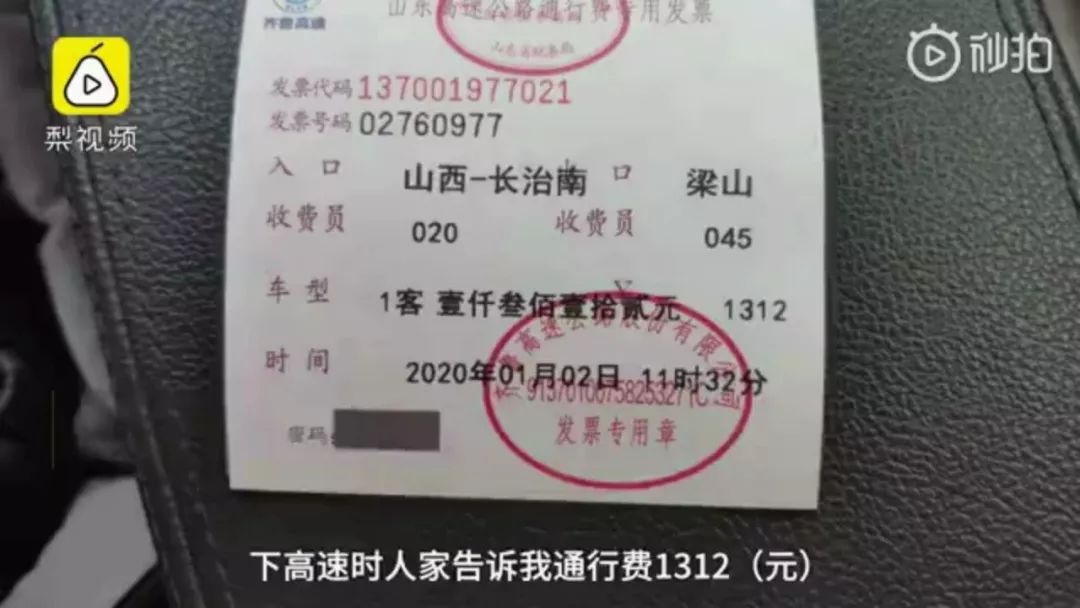 齐鲁高速
山东高速公路通行费专用发票
梨视频
秒拍
发票代码 137001977021
发票号码 02760977
入口 山西-长治南 口 梁山
收费员 020 收费员 045
车型 1客 壹仟叁佰壹拾贰元 ¥ 1312
时间 2020年01月02日 11时32分
发票专用章
密码:
下高速时人家告诉我通行费1312（元）